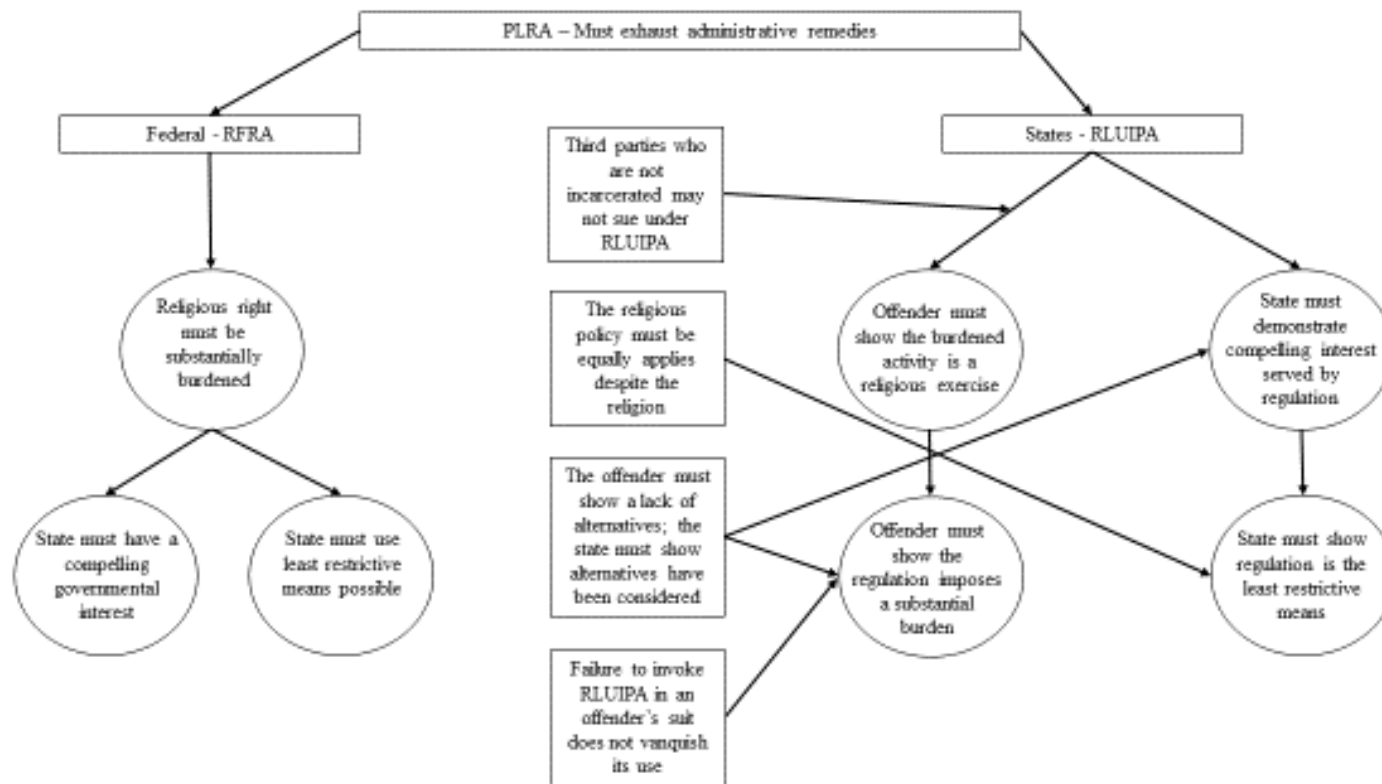 PLRA – Must exhaust administrative remedies
Federal - RFRA
States - RLUIPA
Third parties who
are not
incarcerated may
not sue under
RLUIPA
Religious right
must be
substantially
burdened
The religious
policy must be
equally applies
despite the
religion
Offender must
show the burdened
activity is a
religious exercise
State must
demonstrate
compelling interest
served by
regulation
State must have a
compelling
governmental
interest
State must use
least restrictive
means possible
The offender must
show a lack of
alternatives; the
state must show
alternatives have
been considered
Offender must
show the
regulation imposes
a substantial
burden
State must show
regulation is the
least restrictive
means
Failure to invoke
RLUIPA in an
offender`s suit
does not vanquish
its use